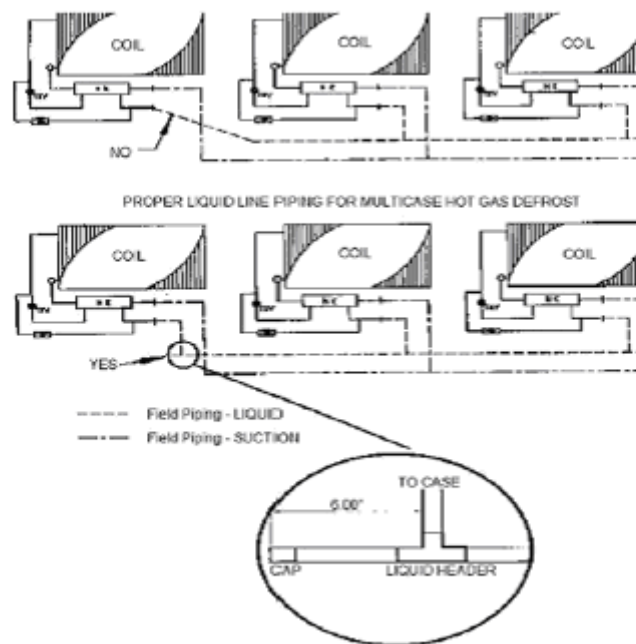 COIL
COIL
COIL
NO
PROPER LIQUID LINE PIPING FOR MULTICASE HOT GAS DEFROST
COIL
COIL
COIL
YES
Field Piping - LIQUID
Field Piping - SUCTION
TO CASE
6.00"
CAP
LIQUID HEADER